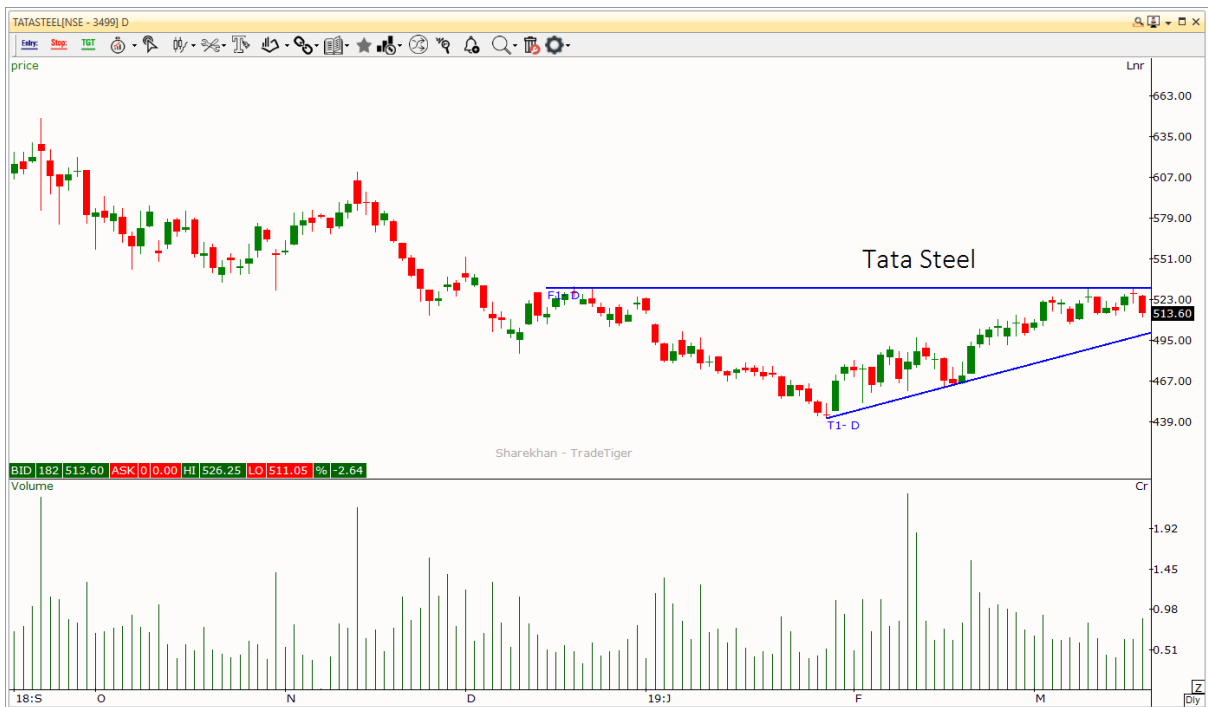 TATASTEEL[NSE - 3499] D
Entry: Stop: TGT
price Lnr
663.00
635.00
607.00
579.00
Tata Steel
551.00
F1- D
523.00
513.60
495.00
467.00
439.00
T1- D
Sharekhan - TradeTiger
BID 182 513.60 ASK 0 0.00 HI 526.25 LO 511.05 % -2.64
Volume Cr
1.92
1.45
0.98
0.51
18:S O N D 19:J F M
Z
Dly